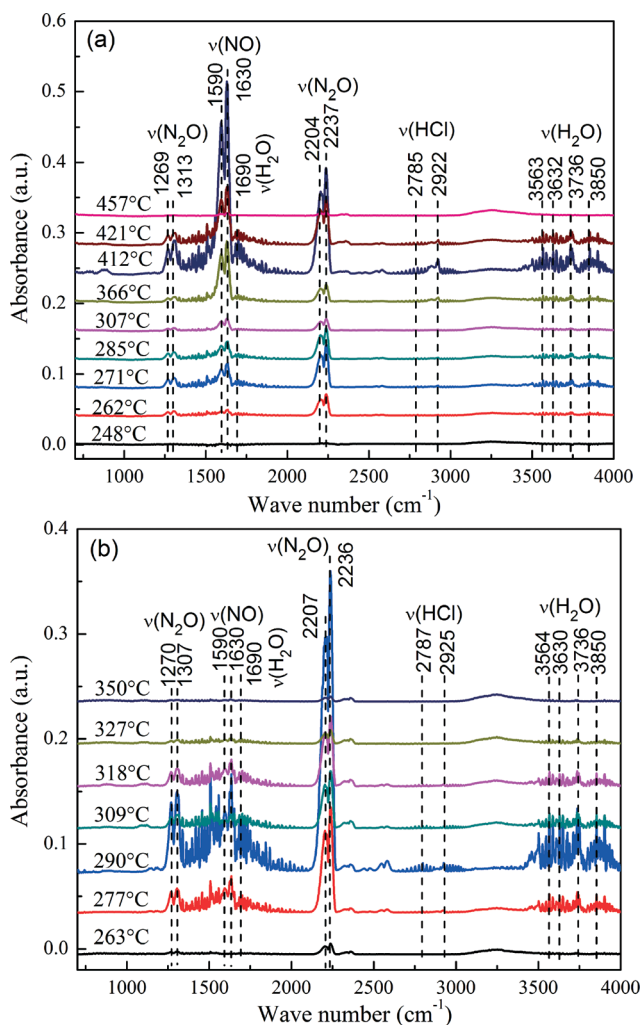 (a)
0.6
0.5
0.4
0.3
0.2
0.1
0.0
Absorbance (a.u.)
ν(N₂O)
1269
1313
ν(NO)
1590
1630
1690
ν(H₂O)
ν(N₂O)
2204
2237
ν(HCl)
2785
2922
ν(H₂O)
3563
3632
3736
3850
457°C
421°C
412°C
366°C
307°C
285°C
271°C
262°C
248°C
1000 1500 2000 2500 3000 3500 4000
Wave number (cm⁻¹)
(b)
0.4
0.3
0.2
0.1
0.0
Absorbance (a.u.)
ν(N₂O)
1270
1307
ν(NO)
1590
1630
1690
ν(H₂O)
ν(N₂O)
2207
2236
ν(HCl)
2787
2925
ν(H₂O)
3564
3630
3736
3850
350°C
327°C
318°C
309°C
290°C
277°C
263°C
1000 1500 2000 2500 3000 3500 4000
Wave number (cm⁻¹)